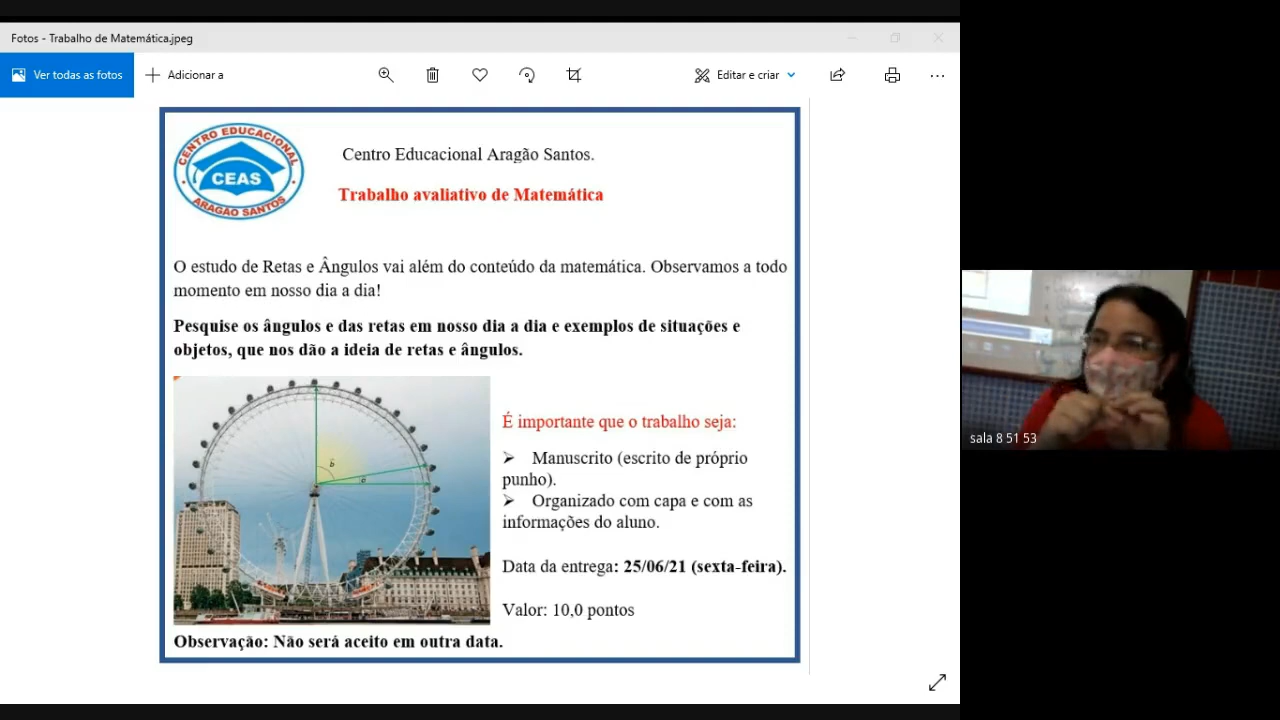 Fotos - Trabalho de Matemática.jpeg
Ver todas as fotos
Adicionar a
Editar e criar
CENTRO EDUCACIONAL
CEAS
ARAGÃO SANTOS
Centro Educacional Aragão Santos.
Trabalho avaliativo de Matemática
O estudo de Retas e Ângulos vai além do conteúdo da matemática. Observamos a todo
momento em nosso dia a dia!
Pesquise os ângulos e das retas em nosso dia a dia e exemplos de situações e
objetos, que nos dão a ideia de retas e ângulos.
b
a
É importante que o trabalho seja:
➢ Manuscrito (escrito de próprio
punho).
➢ Organizado com capa e com as
informações do aluno.
Data da entrega: 25/06/21 (sexta-feira).
Valor: 10,0 pontos
Observação: Não será aceito em outra data.
sala 8 51 53